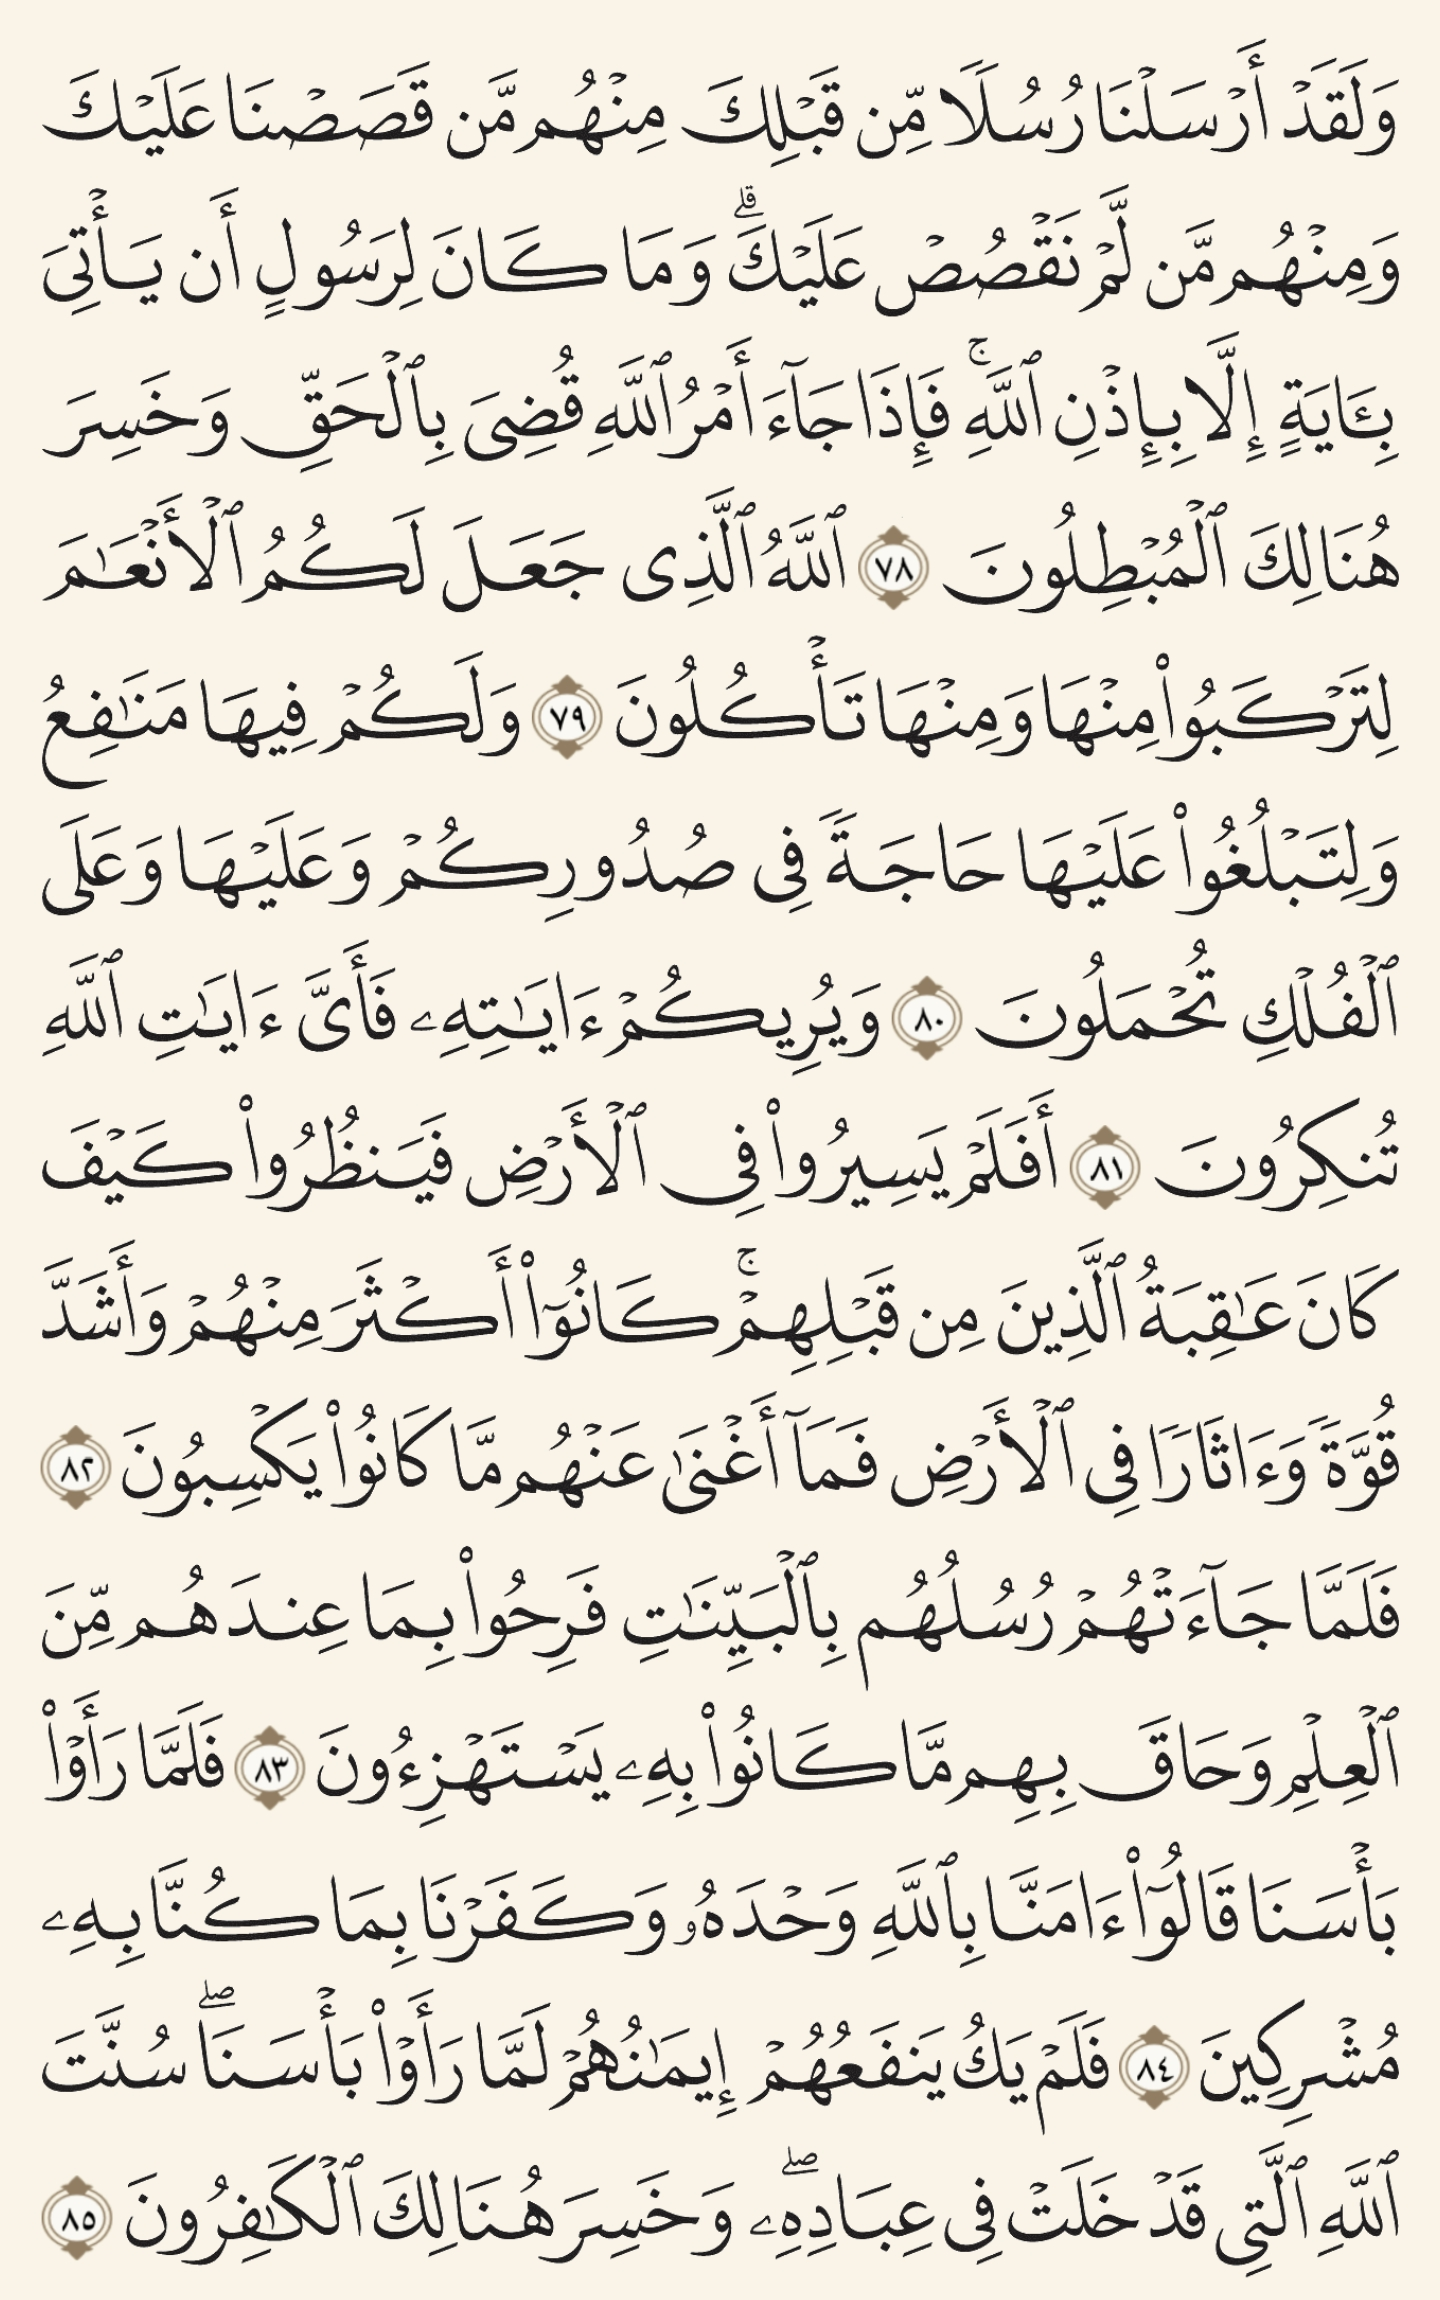 وَلَقَدْ أَرْسَلْنَا رُسُلًا مِّن قَبْلِكَ مِنْهُم مَّن قَصَصْنَا عَلَيْكَ
وَمِنْهُم مَّن لَّمْ نَقْصُصْ عَلَيْكَ ۗ وَمَا كَانَ لِرَسُولٍ أَن يَأْتِىَ
بِـَٔايَةٍ إِلَّا بِإِذْنِ ٱللَّهِ ۚ فَإِذَا جَآءَ أَمْرُ ٱللَّهِ قُضِىَ بِٱلْحَقِّ وَخَسِرَ
هُنَالِكَ ٱلْمُبْطِلُونَ ٧٨ ٱللَّهُ ٱلَّذِى جَعَلَ لَكُمُ ٱلْأَنْعَٰمَ
لِتَرْكَبُوا۟ مِنْهَا وَمِنْهَا تَأْكُلُونَ ٧٩ وَلَكُمْ فِيهَا مَنَٰفِعُ
وَلِتَبْلُغُوا۟ عَلَيْهَا حَاجَةً فِى صُدُورِكُمْ وَعَلَيْهَا وَعَلَى
ٱلْفُلْكِ تُحْمَلُونَ ٨٠ وَيُرِيكُمْ ءَايَٰتِهِۦ فَأَىَّ ءَايَٰتِ ٱللَّهِ
تُنكِرُونَ ٨١ أَفَلَمْ يَسِيرُوا۟ فِى ٱلْأَرْضِ فَيَنظُرُوا۟ كَيْفَ
كَانَ عَٰقِبَةُ ٱلَّذِينَ مِن قَبْلِهِمْ ۚ كَانُوٓا۟ أَكْثَرَ مِنْهُمْ وَأَشَدَّ
قُوَّةً وَءَاثَارًا فِى ٱلْأَرْضِ فَمَآ أَغْنَىٰ عَنْهُم مَّا كَانُوا۟ يَكْسِبُونَ ٨٢
فَلَمَّا جَآءَتْهُمْ رُسُلُهُم بِٱلْبَيِّنَٰتِ فَرِحُوا۟ بِمَا عِندَهُم مِّنَ
ٱلْعِلْمِ وَحَاقَ بِهِم مَّا كَانُوا۟ بِهِۦ يَسْتَهْزِءُونَ ٨٣ فَلَمَّا رَأَوْا۟
بَأْسَنَا قَالُوٓا۟ ءَامَنَّا بِٱللَّهِ وَحْدَهُۥ وَكَفَرْنَا بِمَا كُنَّا بِهِۦ
مُشْرِكِينَ ٨٤ فَلَمْ يَكُ يَنفَعُهُمْ إِيمَٰنُهُمْ لَمَّا رَأَوْا۟ بَأْسَنَا ۖ سُنَّتَ
ٱللَّهِ ٱلَّتِى قَدْ خَلَتْ فِى عِبَادِهِۦ ۖ وَخَسِرَ هُنَالِكَ ٱلْكَٰفِرُونَ ٨٥